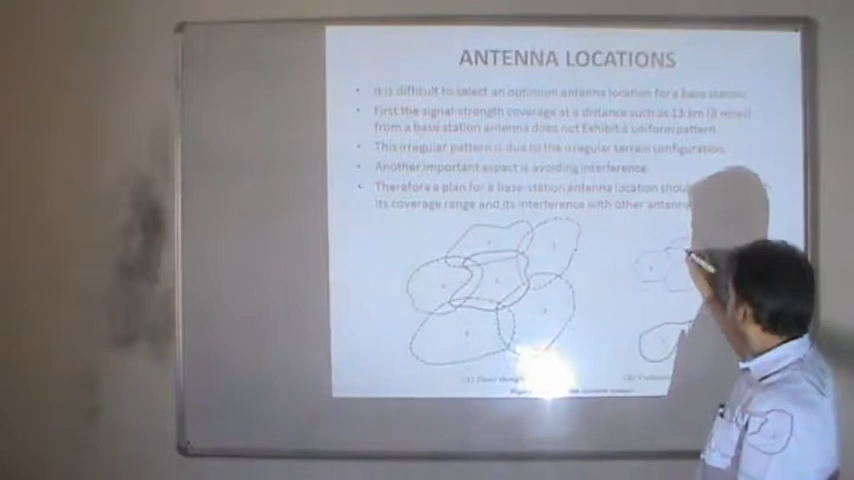 ANTENNA LOCATIONS
• It is difficult to select an optimum antenna location for a base station.
• First the signal-strength coverage at a distance such as 13 km (8 miles)
from a base station antenna does not Exhibit a uniform pattern.
• This irregular pattern is due to the irregular terrain configuration.
• Another important aspect is avoiding interference.
• Therefore a plan for a base-station antenna location
its coverage range and its interference with other